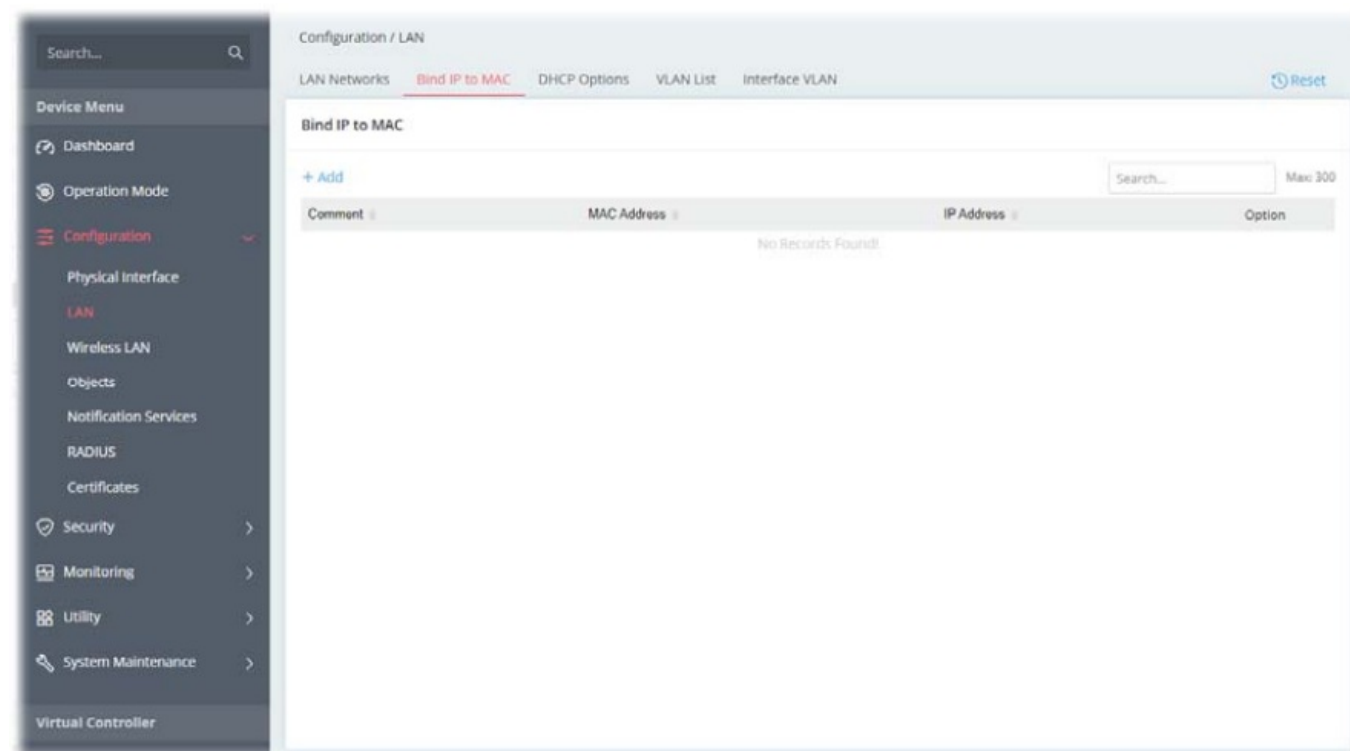 Search...
Device Menu
Dashboard
Operation Mode
Configuration
Physical Interface
LAN
Wireless LAN
Objects
Notification Services
RADIUS
Certificates
Security
Monitoring
Utility
System Maintenance
Virtual Controller
Configuration / LAN
LAN Networks Bind IP to MAC DHCP Options VLAN List Interface VLAN Reset
Bind IP to MAC
+ Add Search... Max: 300
Comment MAC Address IP Address Option
No Records Found!